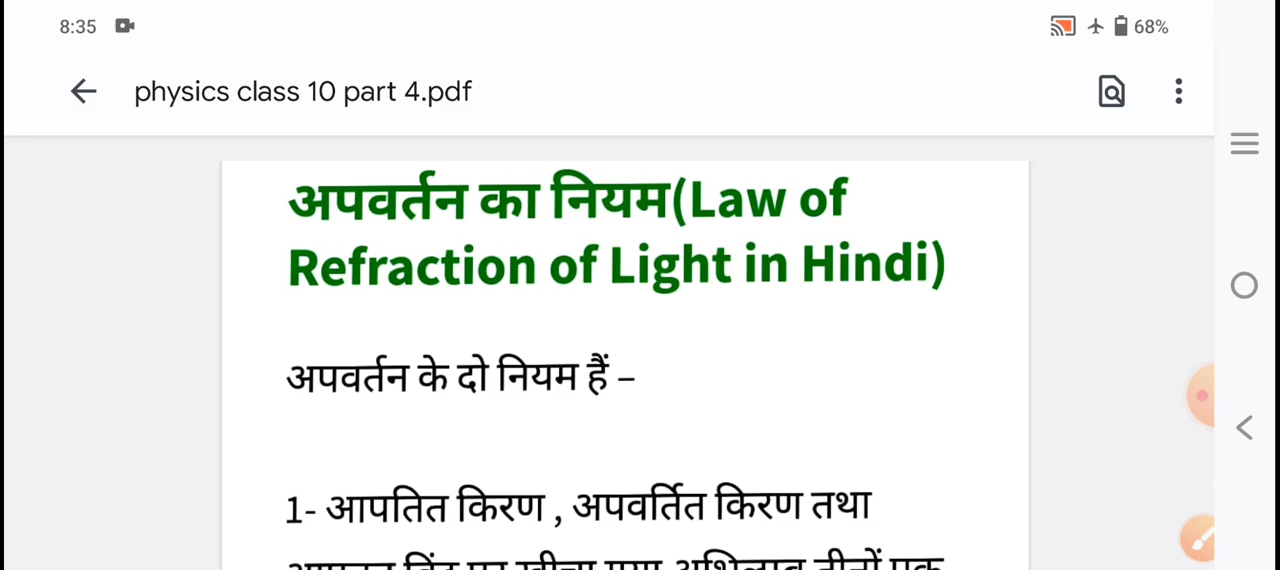 8:35 68%
physics class 10 part 4.pdf
अपवर्तन का नियम(Law of
Refraction of Light in Hindi)
अपवर्तन के दो नियम हैं –
1- आपतित किरण , अपवर्तित किरण तथा